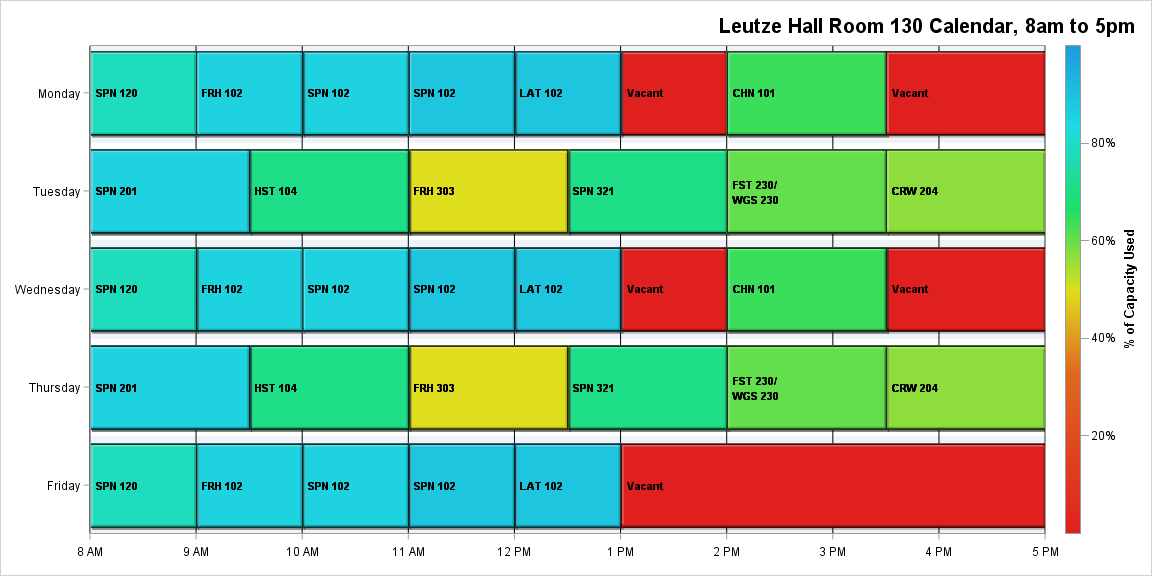 Leutze Hall Room 130 Calendar, 8am to 5pm
Monday
SPN 120
FRH 102
SPN 102
SPN 102
LAT 102
Vacant
CHN 101
Vacant
Tuesday
SPN 201
HST 104
FRH 303
SPN 321
FST 230/
WGS 230
CRW 204
Wednesday
SPN 120
FRH 102
SPN 102
SPN 102
LAT 102
Vacant
CHN 101
Vacant
Thursday
SPN 201
HST 104
FRH 303
SPN 321
FST 230/
WGS 230
CRW 204
Friday
SPN 120
FRH 102
SPN 102
SPN 102
LAT 102
Vacant
8 AM
9 AM
10 AM
11 AM
12 PM
1 PM
2 PM
3 PM
4 PM
5 PM
80%
60%
40%
20%
% of Capacity Used